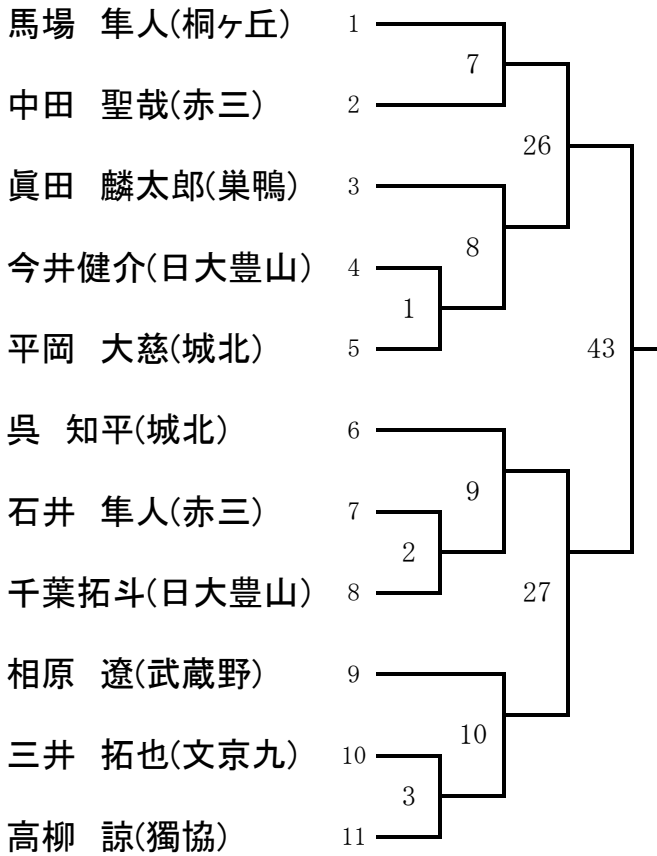 馬場 隼人(桐ヶ丘) 1
7
中田 聖哉(赤三) 2
26
眞田 麟太郎(巣鴨) 3
8
今井健介(日大豊山) 4
1
平岡 大慈(城北) 5
43
呉 知平(城北) 6
9
石井 隼人(赤三) 7
2
千葉拓斗(日大豊山) 8
27
相原 遼(武蔵野) 9
10
三井 拓也(文京九) 10
3
高柳 諒(獨協) 11